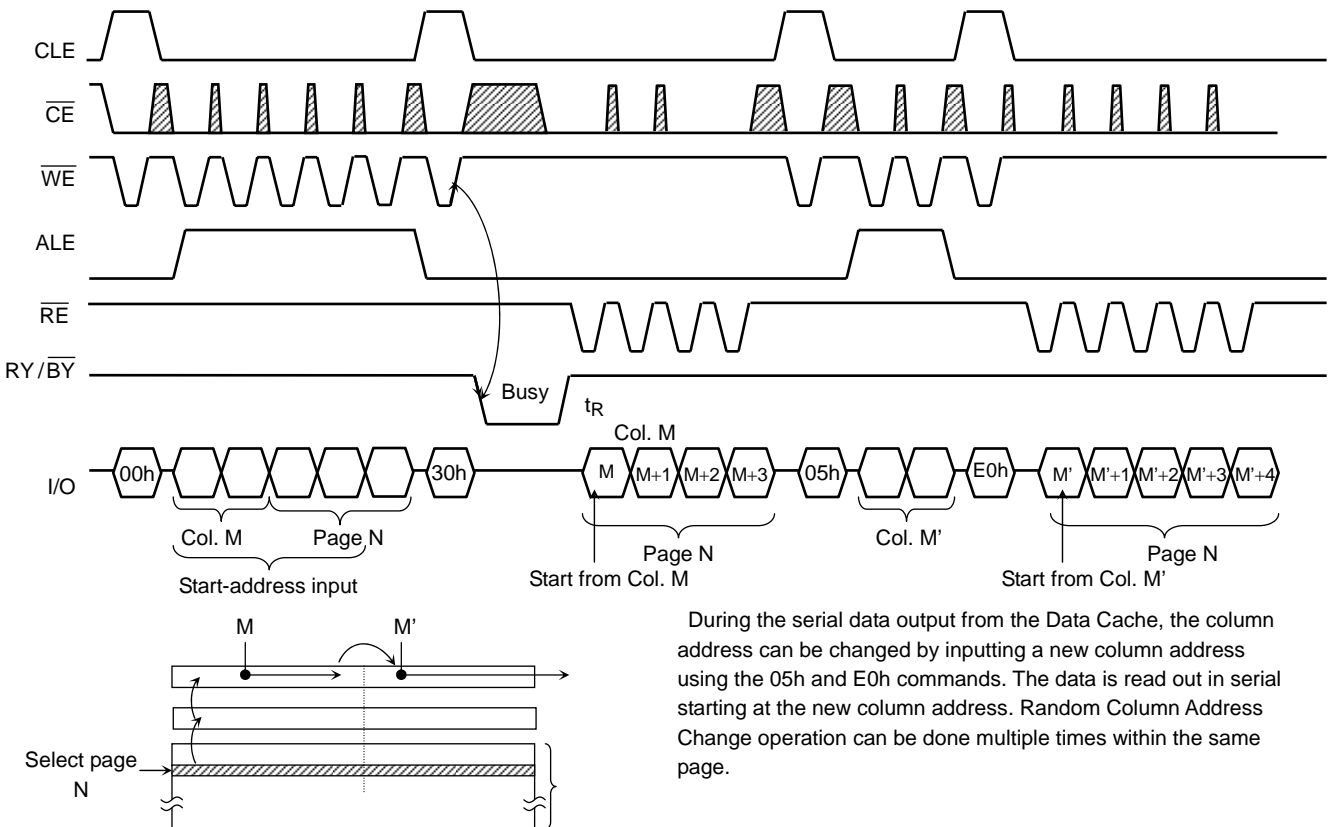 CLE
CE
WE
ALE
RE
RY/BY
Busy
tR
Col. M
I/O
00h
30h
M
M+1
M+2
M+3
05h
E0h
M'
M'+1
M'+2
M'+3
M'+4
Col. M
Page N
Start-address input
Page N
Start from Col. M
Col. M'
Page N
Start from Col. M'
M
M'
Select page
N
During the serial data output from the Data Cache, the column
address can be changed by inputting a new column address
using the 05h and E0h commands. The data is read out in serial
starting at the new column address. Random Column Address
Change operation can be done multiple times within the same
page.